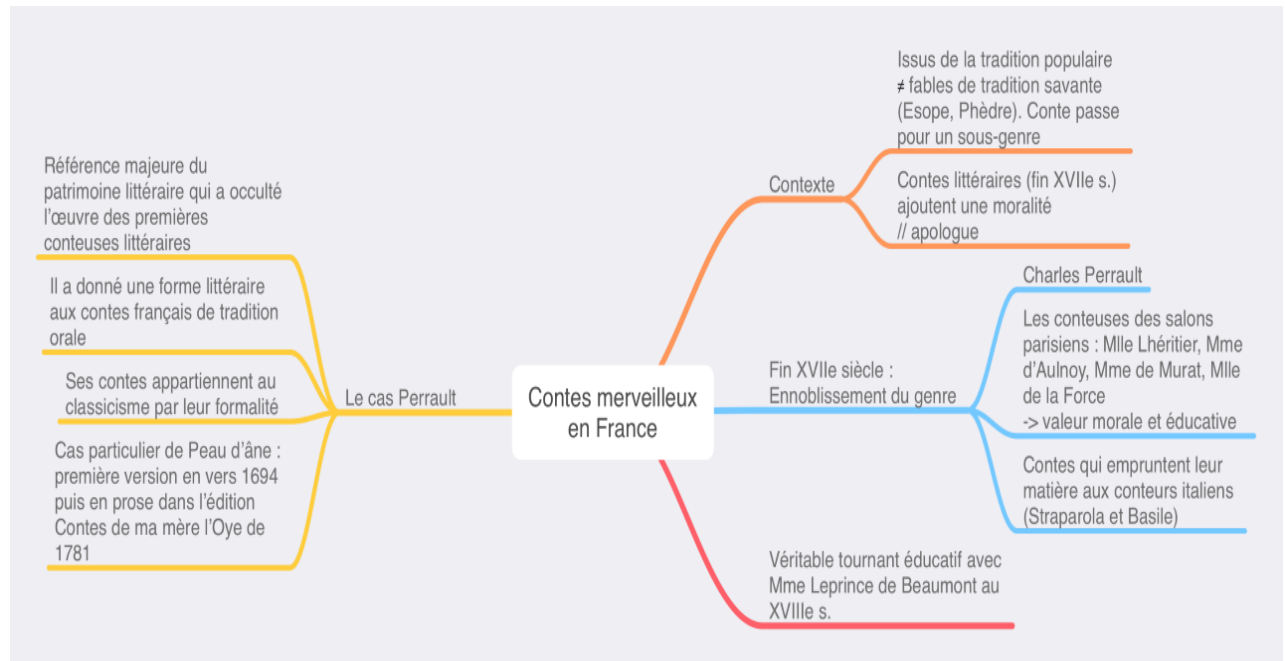 Contes merveilleux
en France
Contexte
Issus de la tradition populaire
≠ fables de tradition savante
(Esope, Phèdre). Conte passe
pour un sous-genre
Contes littéraires (fin XVIIe s.)
ajoutent une moralité
// apologue
Fin XVIIe siècle :
Ennoblissement du genre
Charles Perrault
Les conteuses des salons
parisiens : Mlle Lhéritier, Mme
d’Aulnoy, Mme de Murat, Mlle
de la Force
-> valeur morale et éducative
Contes qui empruntent leur
matière aux conteurs italiens
(Straparola et Basile)
Véritable tournant éducatif avec
Mme Leprince de Beaumont au
XVIIIe s.
Le cas Perrault
Référence majeure du
patrimoine littéraire qui a occulté
l’œuvre des premières
conteuses littéraires
Il a donné une forme littéraire
aux contes français de tradition
orale
Ses contes appartiennent au
classicisme par leur formalité
Cas particulier de Peau d’âne :
première version en vers 1694
puis en prose dans l’édition
Contes de ma mère l’Oye de
1781